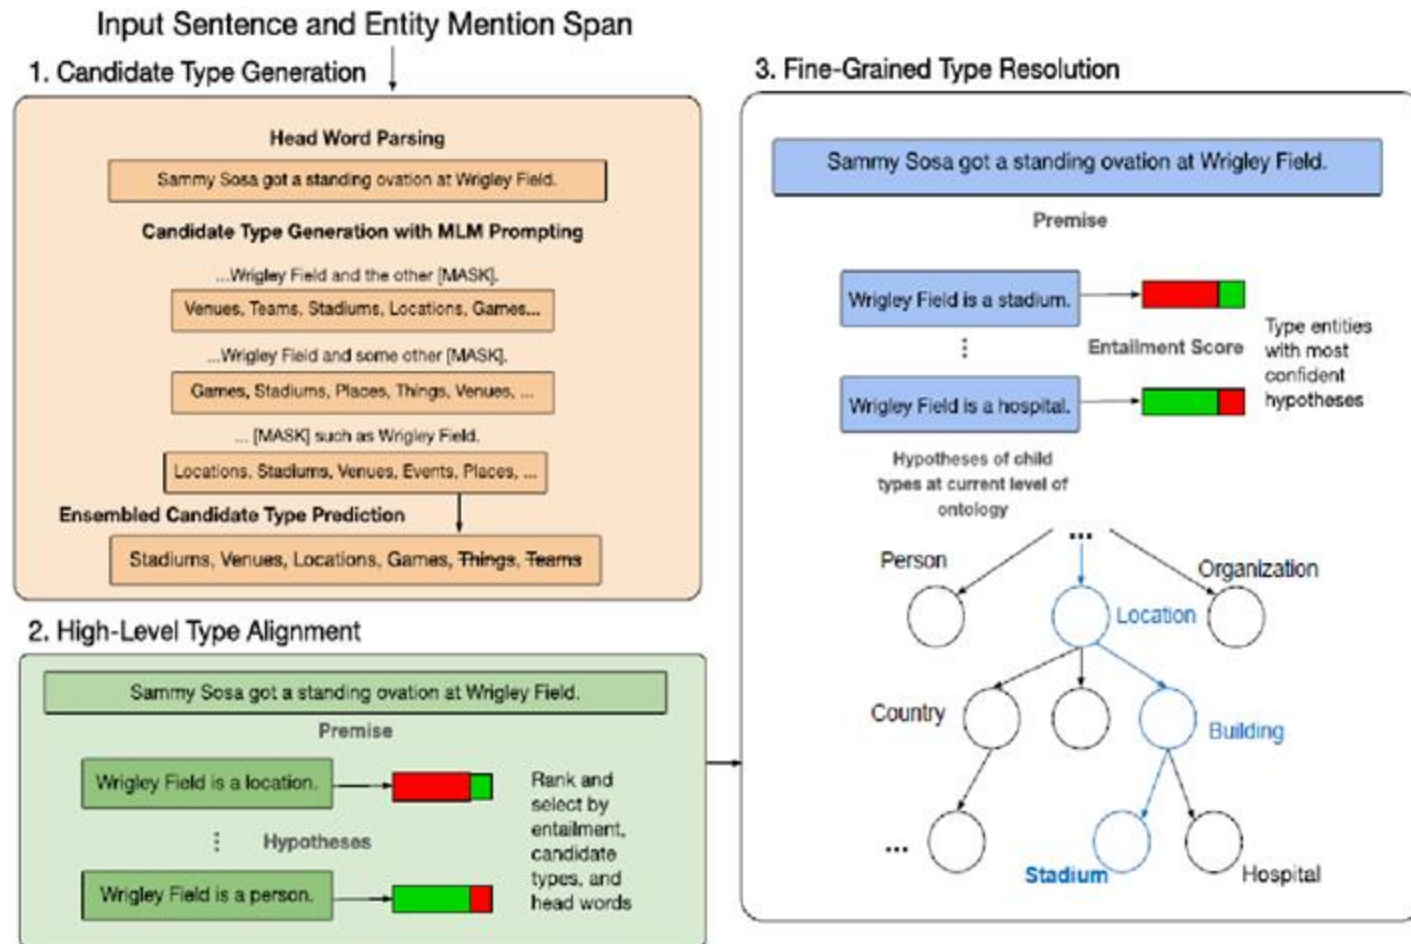 Input Sentence and Entity Mention Span
1. Candidate Type Generation
Head Word Parsing
Sammy Sosa got a standing ovation at Wrigley Field.
Candidate Type Generation with MLM Prompting
...Wrigley Field and the other [MASK].
Venues, Teams, Stadiums, Locations, Games...
...Wrigley Field and some other [MASK].
Games, Stadiums, Places, Things, Venues, ...
... [MASK] such as Wrigley Field.
Locations, Stadiums, Venues, Events, Places, ...
Ensembled Candidate Type Prediction
Stadiums, Venues, Locations, Games, Things, Teams
2. High-Level Type Alignment
Sammy Sosa got a standing ovation at Wrigley Field.
Premise
Wrigley Field is a location.
Hypotheses
Wrigley Field is a person.
Rank and
select by
entailment,
candidate
types, and
head words
3. Fine-Grained Type Resolution
Sammy Sosa got a standing ovation at Wrigley Field.
Premise
Wrigley Field is a stadium.
Entailment Score
Wrigley Field is a hospital.
Type entities
with most
confident
hypotheses
Hypotheses of child
types at current level of
ontology
...
Person
Organization
Location
Country
Building
...
Stadium
Hospital